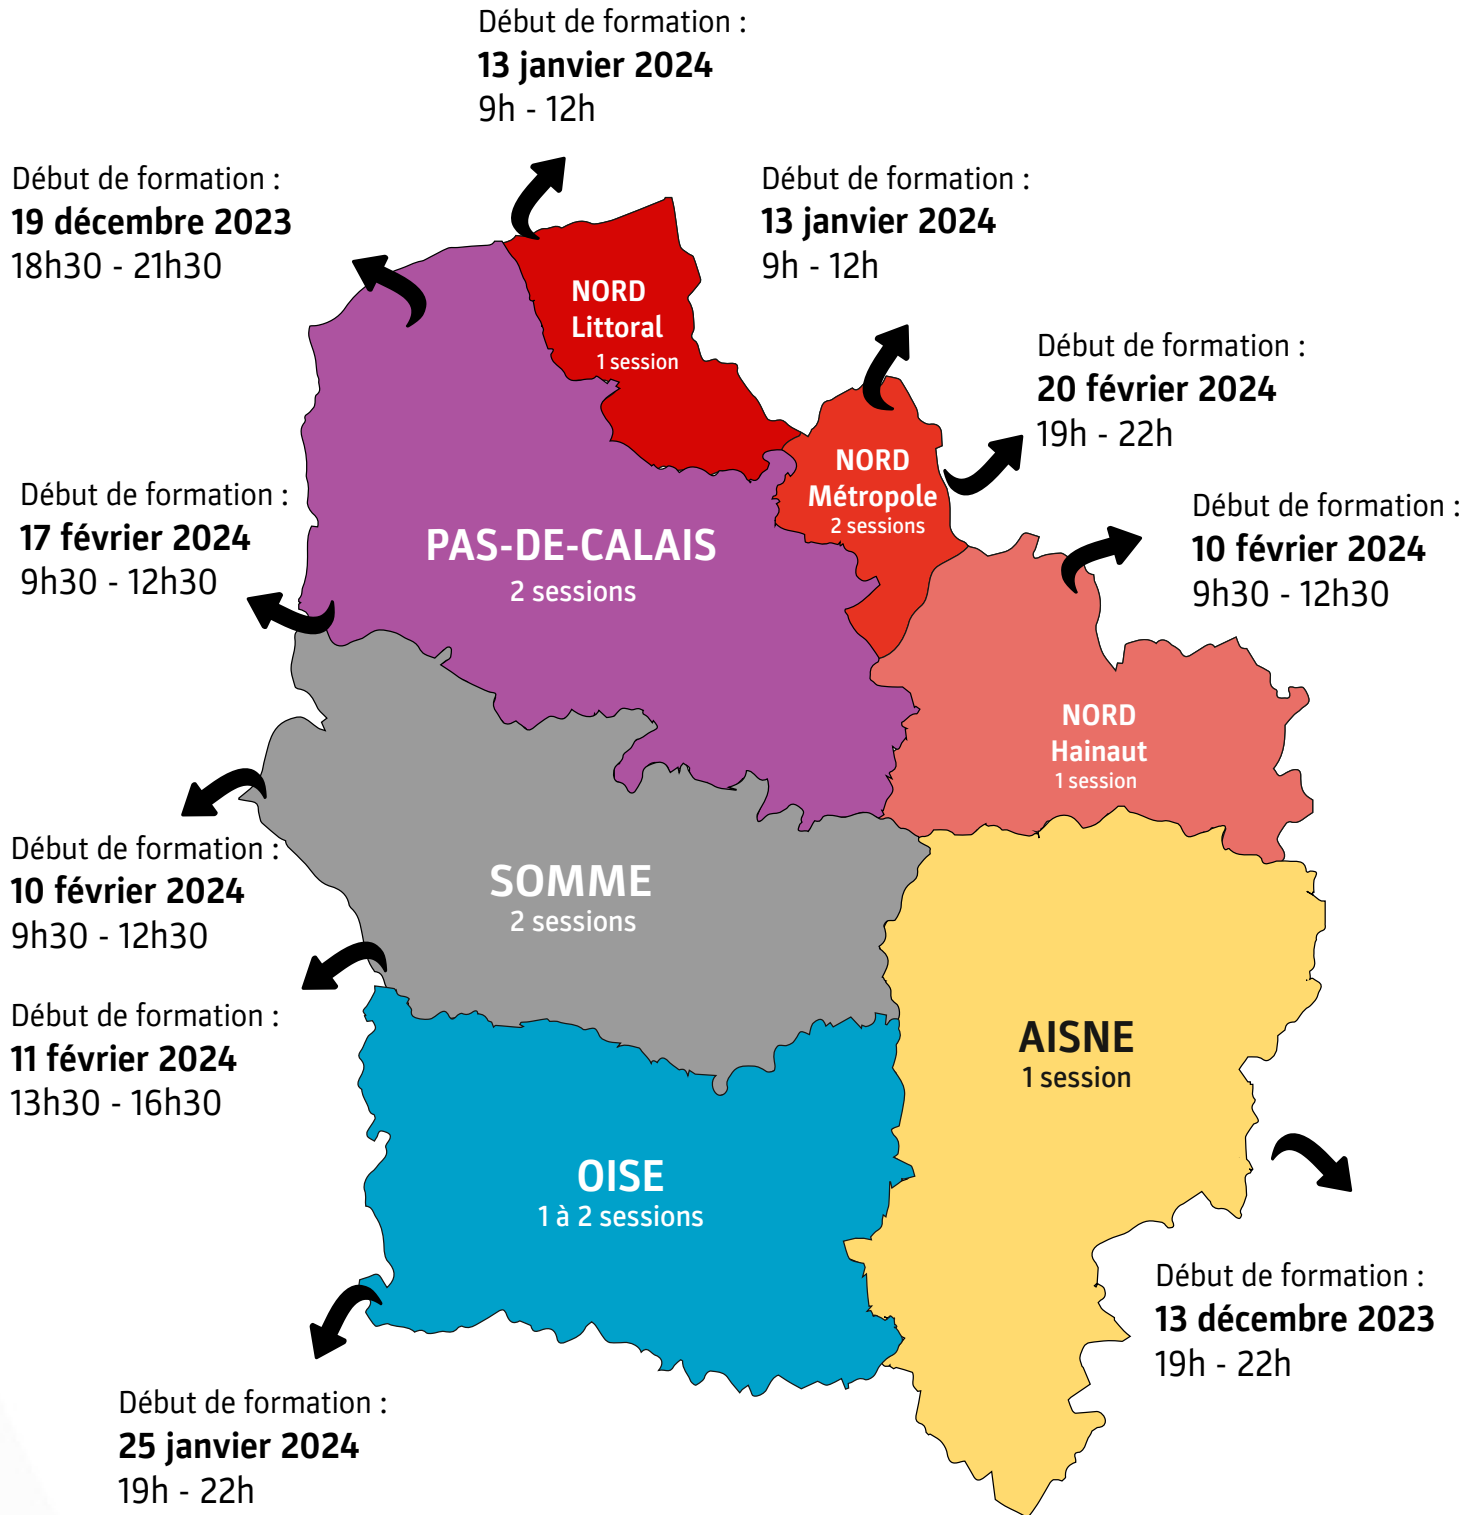 Début de formation :
13 janvier 2024
9h - 12h
Début de formation :
19 décembre 2023
18h30 - 21h30
Début de formation :
13 janvier 2024
9h - 12h
NORD
Littoral
1 session
Début de formation :
20 février 2024
19h - 22h
NORD
Métropole
2 sessions
Début de formation :
17 février 2024
9h30 - 12h30
PAS-DE-CALAIS
2 sessions
Début de formation :
10 février 2024
9h30 - 12h30
NORD
Hainaut
1 session
Début de formation :
10 février 2024
9h30 - 12h30
SOMME
2 sessions
Début de formation :
11 février 2024
13h30 - 16h30
AISNE
1 session
OISE
1 à 2 sessions
Début de formation :
13 décembre 2023
19h - 22h
Début de formation :
25 janvier 2024
19h - 22h